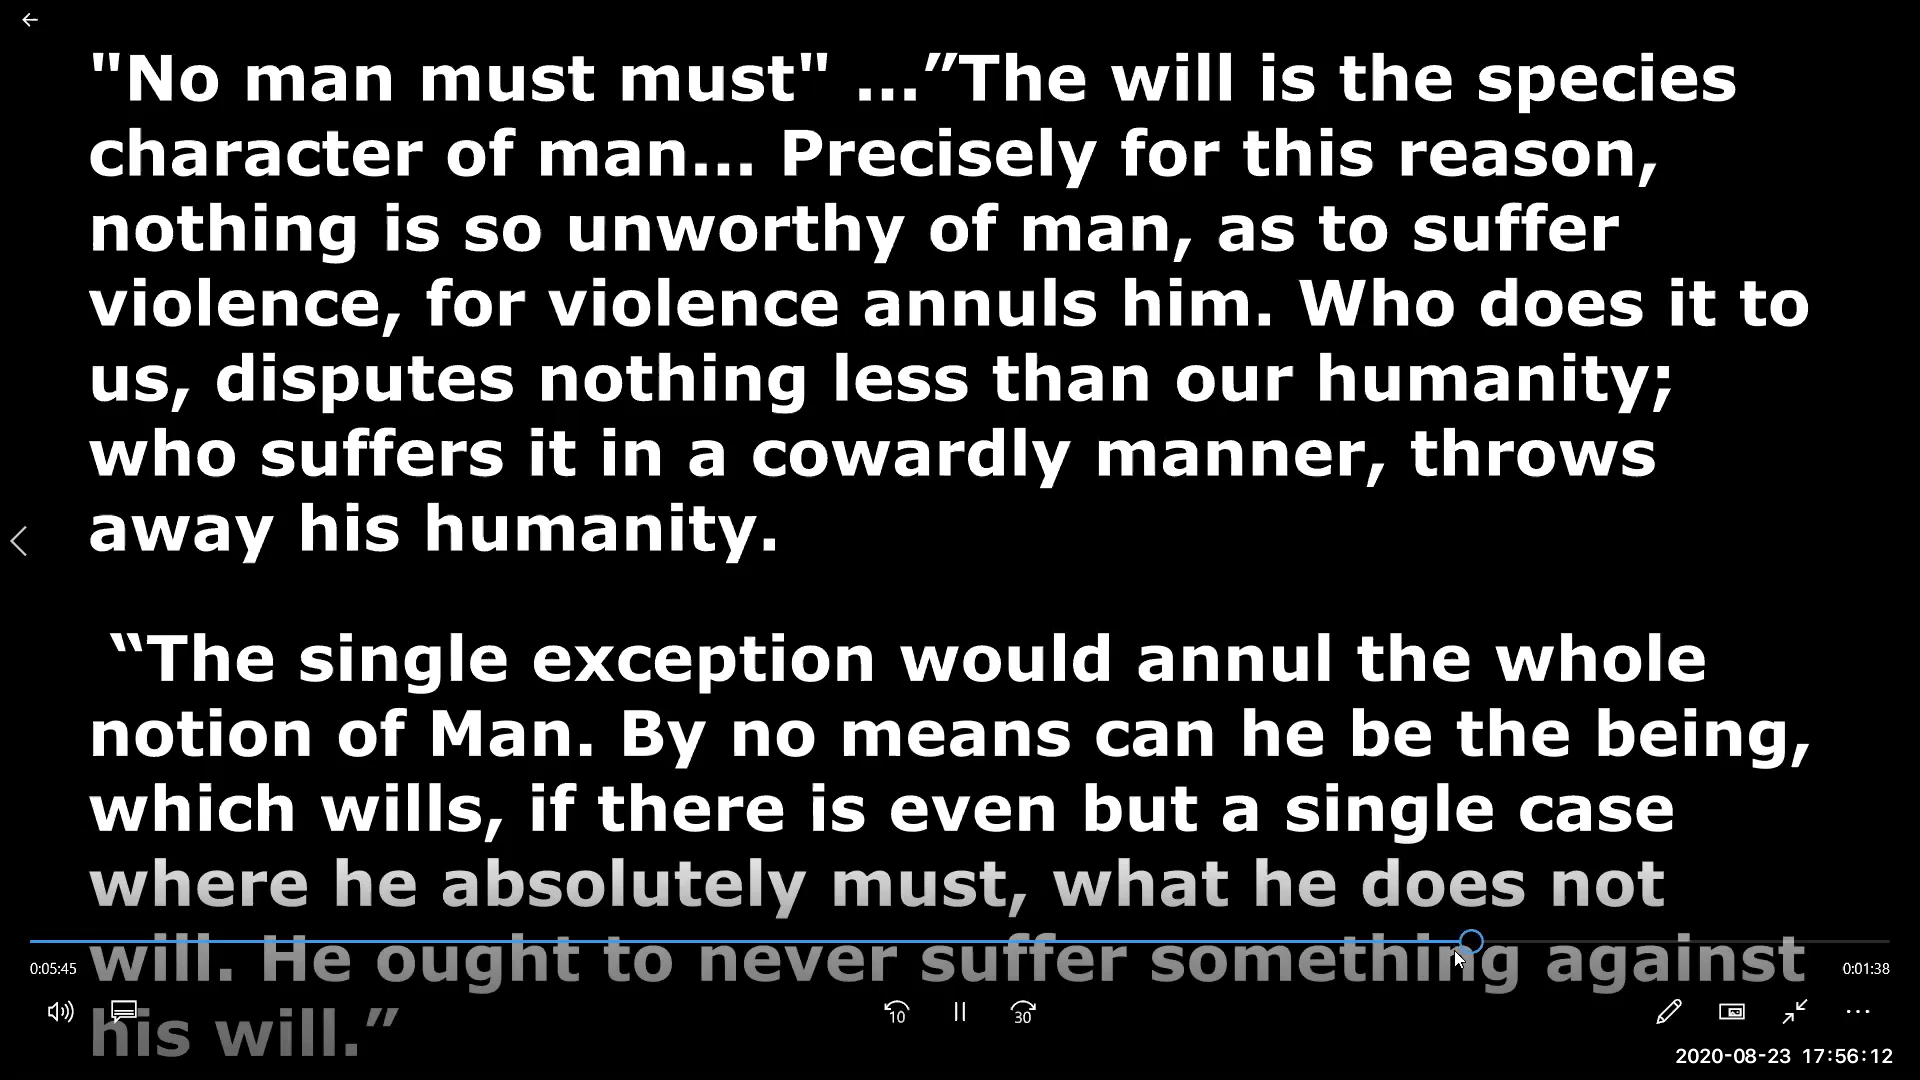 "No man must must" ...”The will is the species
character of man... Precisely for this reason,
nothing is so unworthy of man, as to suffer
violence, for violence annuls him. Who does it to
us, disputes nothing less than our humanity;
who suffers it in a cowardly manner, throws
away his humanity.
“The single exception would annul the whole
notion of Man. By no means can he be the being,
which wills, if there is even but a single case
where he absolutely must, what he does not
will. He ought to never suffer something against
his will.”
0:05:45
0:01:38
10
30
2020-08-23 17:56:12